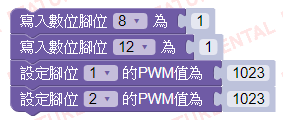 寫入數位腳位 8 為 1
寫入數位腳位 12 為 1
設定腳位 1 的PWM值為 1023
設定腳位 2 的PWM值為 1023